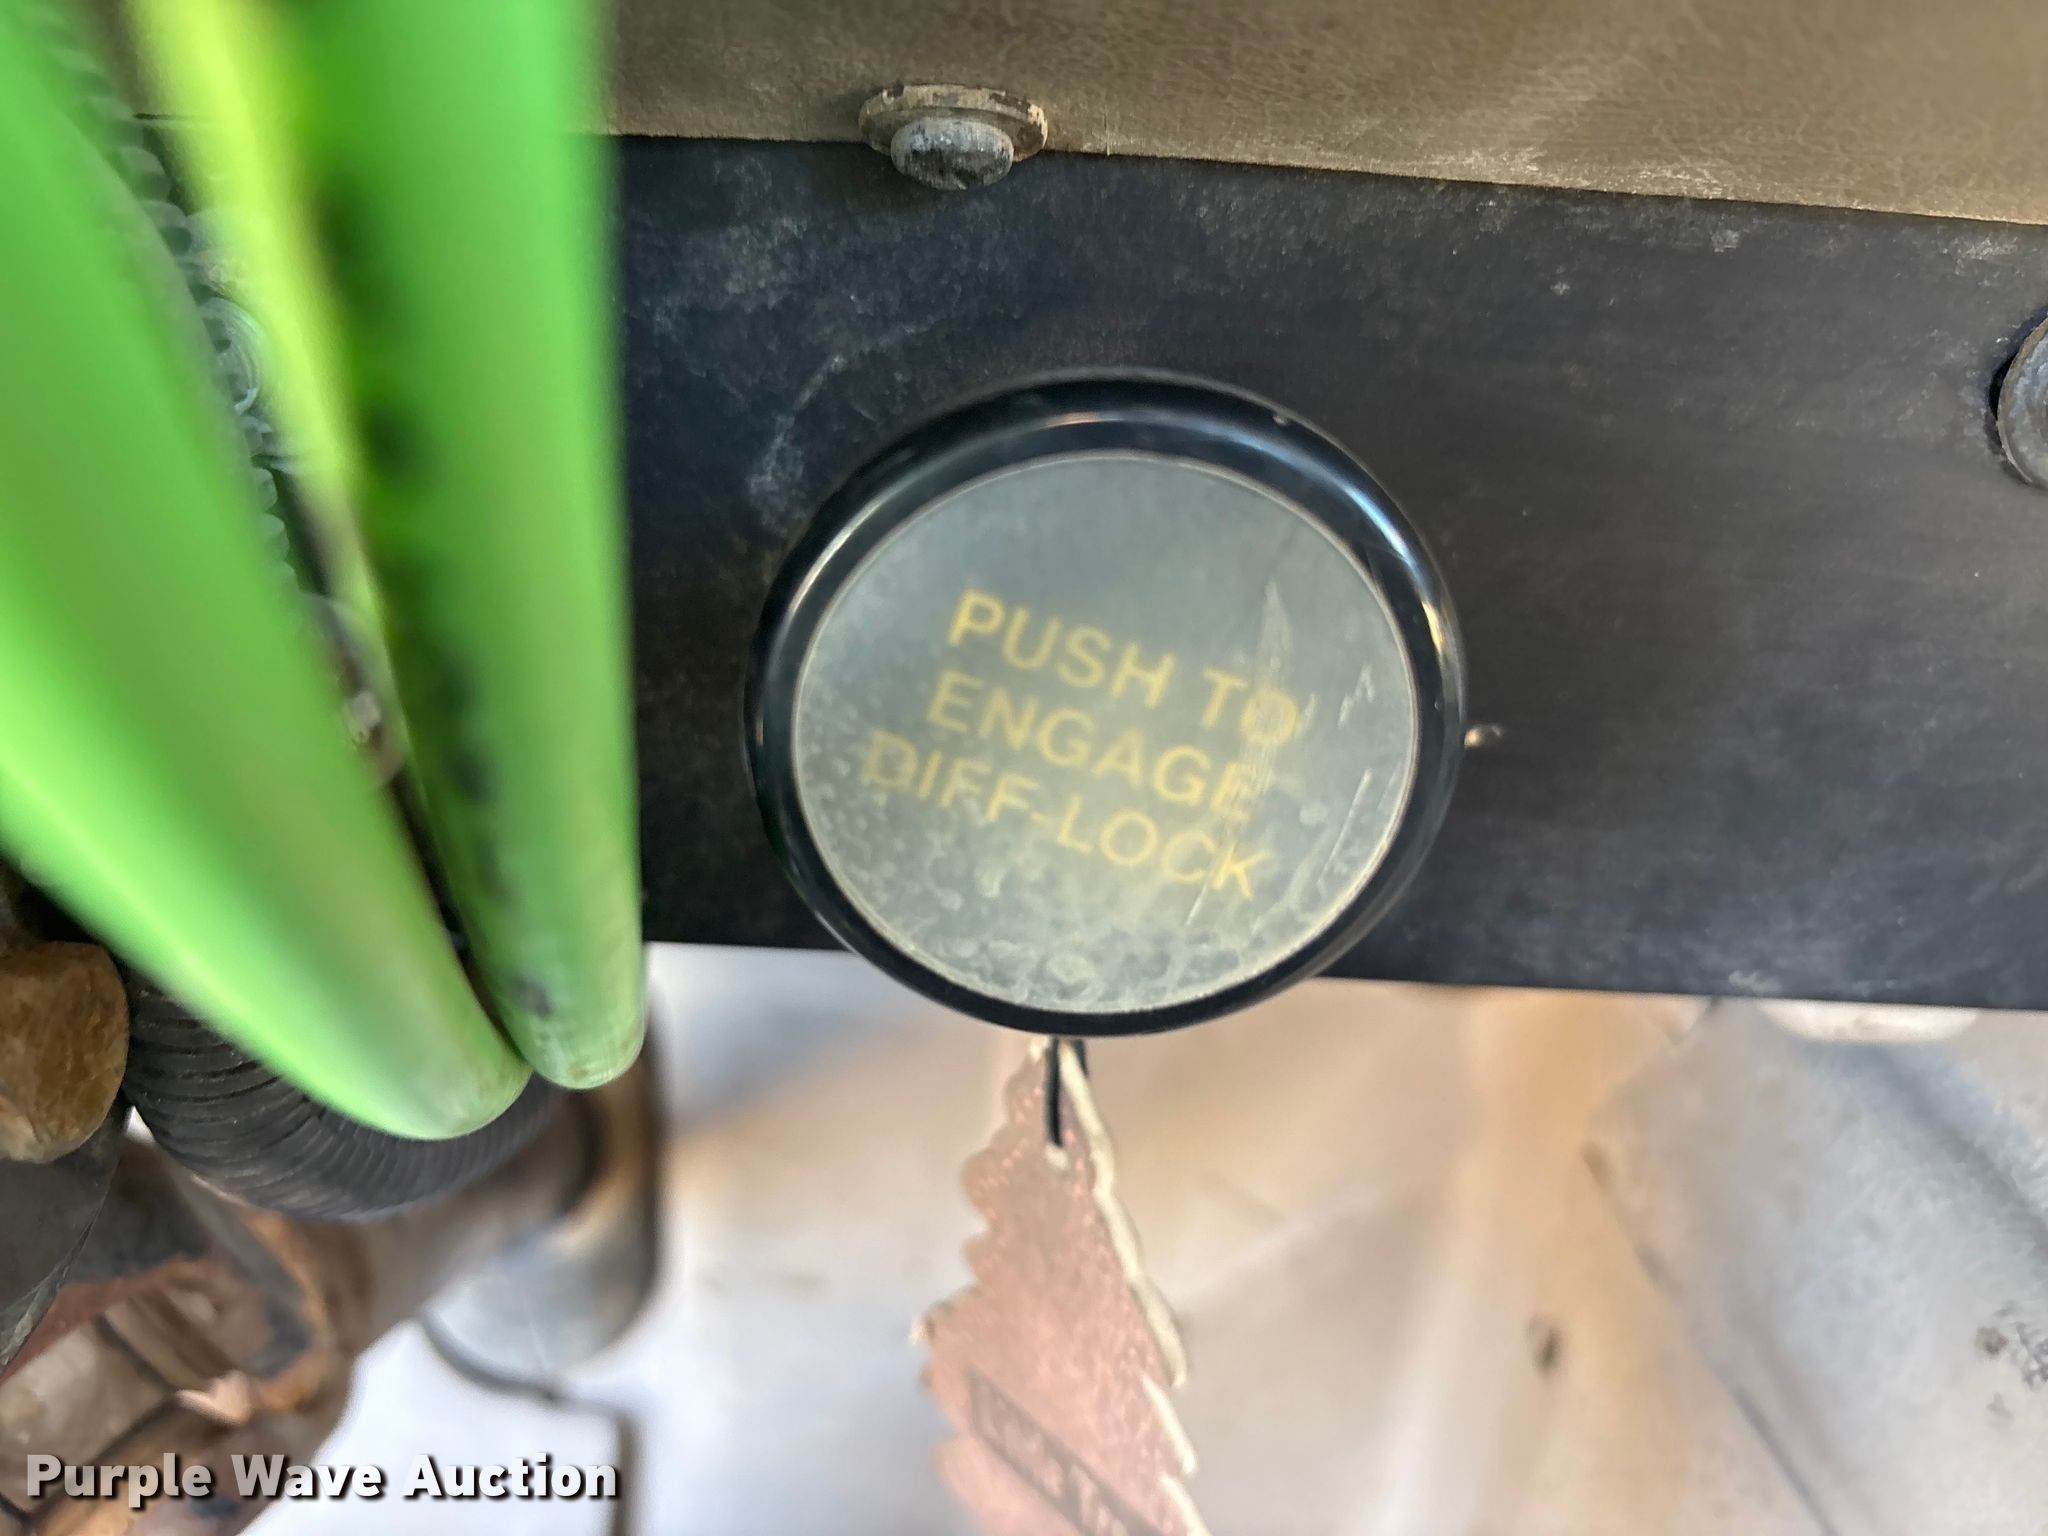 PUSH TO
ENGAGE
DIFF-LOCK
Purple Wave Auction